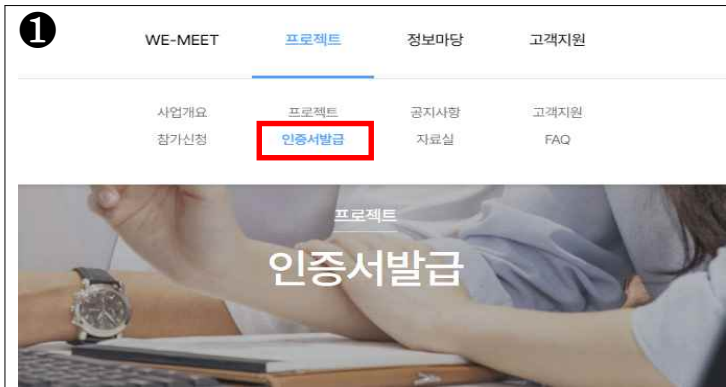 ❶
WE-MEET 프로젝트 정보마당 고객지원
사업개요 프로젝트 공지사항 고객지원
참가신청 인증서발급 자료실 FAQ
프로젝트
인증서발급